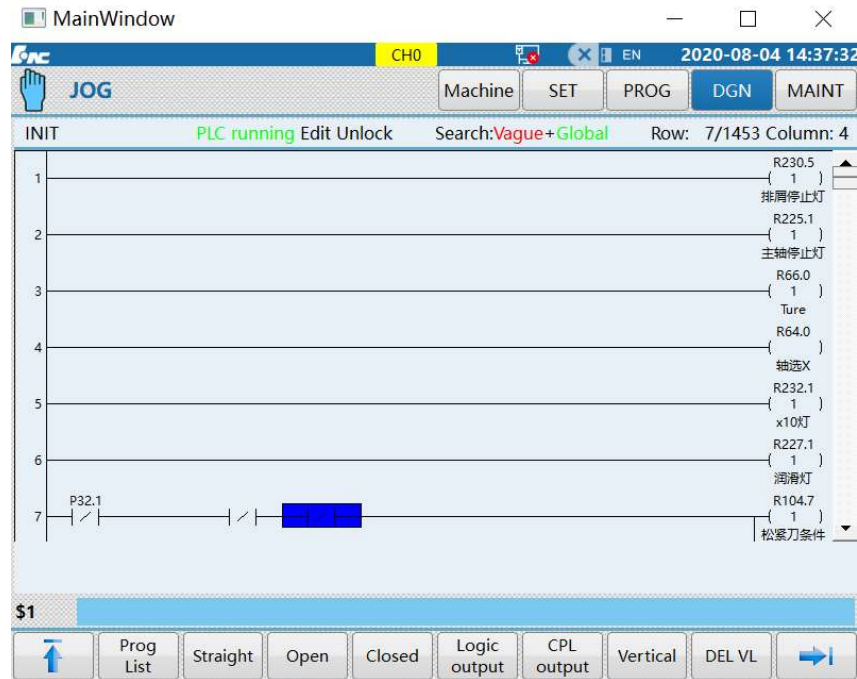 MainWindow
CH0 EN 2020-08-04 14:37:32
JOG Machine SET PROG DGN MAINT
INIT PLC running Edit Unlock Search:Vague+Global Row: 7/1453 Column: 4
R230.5
1 ( 1 )
排屑停止灯
R225.1
2 ( 1 )
主轴停止灯
R66.0
3 ( 1 )
Ture
R64.0
4 ( )
轴选X
R232.1
5 ( 1 )
x10灯
R227.1
6 ( 1 )
润滑灯
P32.1 R104.7
7 ( 1 )
松紧刀条件
$1
Prog List Straight Open Closed Logic output CPL output Vertical DEL VL